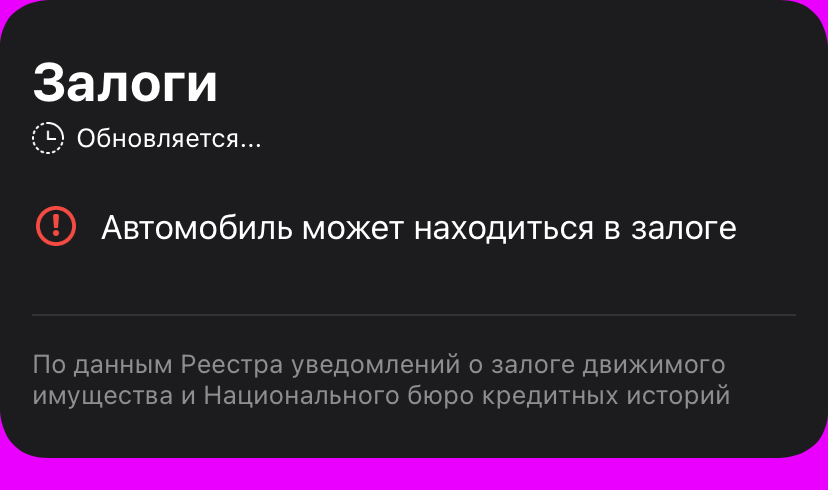 Залоги
Обновляется...
Автомобиль может находиться в залоге
По данным Реестра уведомлений о залоге движимого
имущества и Национального бюро кредитных историй